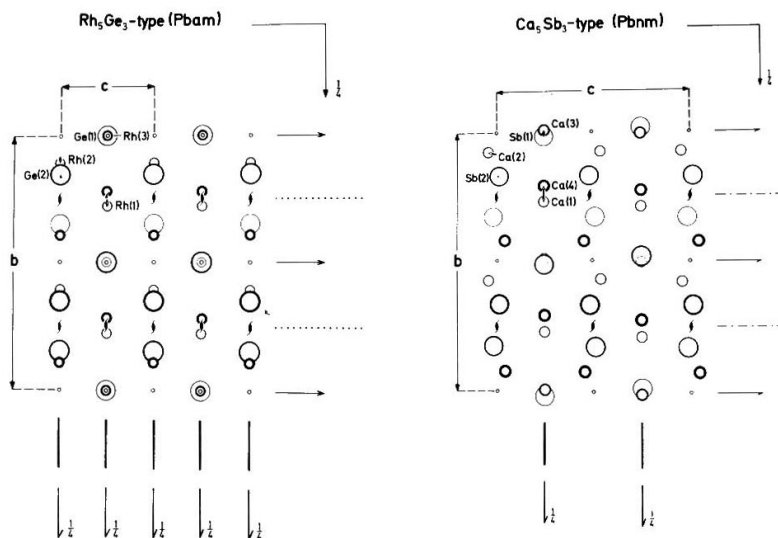 Rh₅Ge₃-type (Pbam)
1/4
c
Ge(1) Rh(3)
Rh(2)
Ge(2)
Rh(1)
b
1/4 1/4 1/4 1/4 1/4
Ca₅Sb₃-type (Pbnm)
1/4
c
Ca(3)
Sb(1)
Ca(2)
Sb(2)
Ca(4)
Ca(1)
b
1/4 1/4